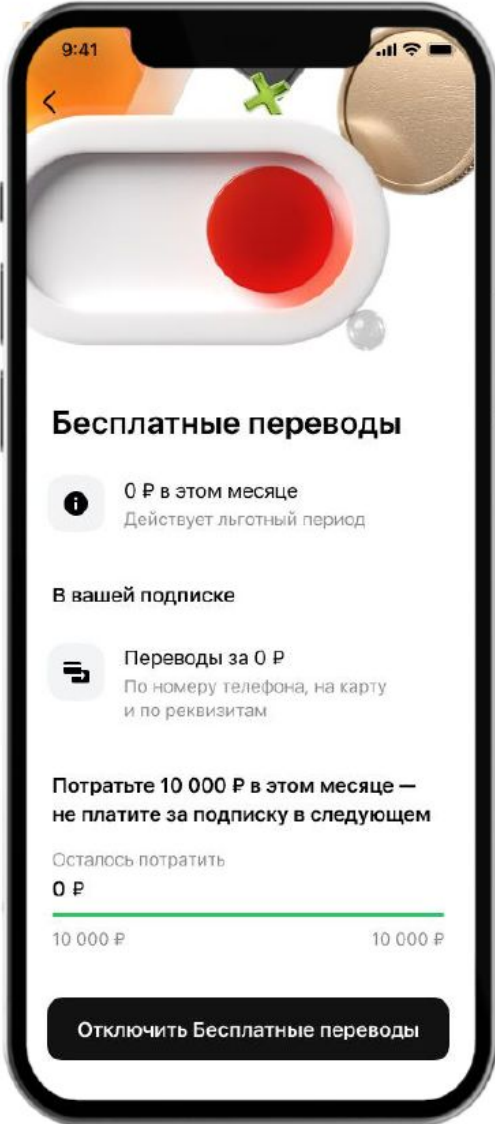 9:41
Бесплатные переводы
0 ₽ в этом месяце
Действует льготный период
В вашей подписке
Переводы за 0 ₽
По номеру телефона, на карту
и по реквизитам
Потратьте 10 000 ₽ в этом месяце —
не платите за подписку в следующем
Осталось потратить
0 ₽
10 000 ₽ 10 000 ₽
Отключить Бесплатные переводы